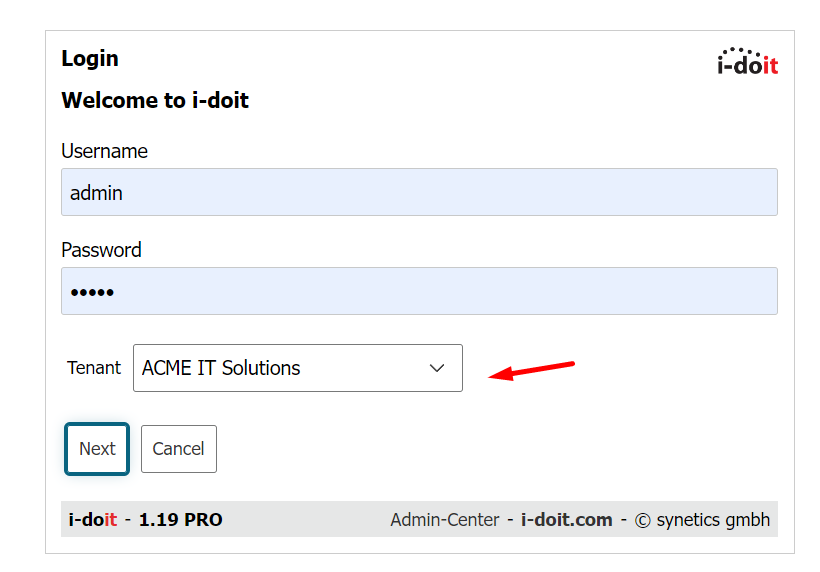 Login
i-doit
Welcome to i-doit
Username
admin
Password
•••••
Tenant ACME IT Solutions
Next Cancel
i-doit - 1.19 PRO Admin-Center - i-doit.com - © synetics gmbh